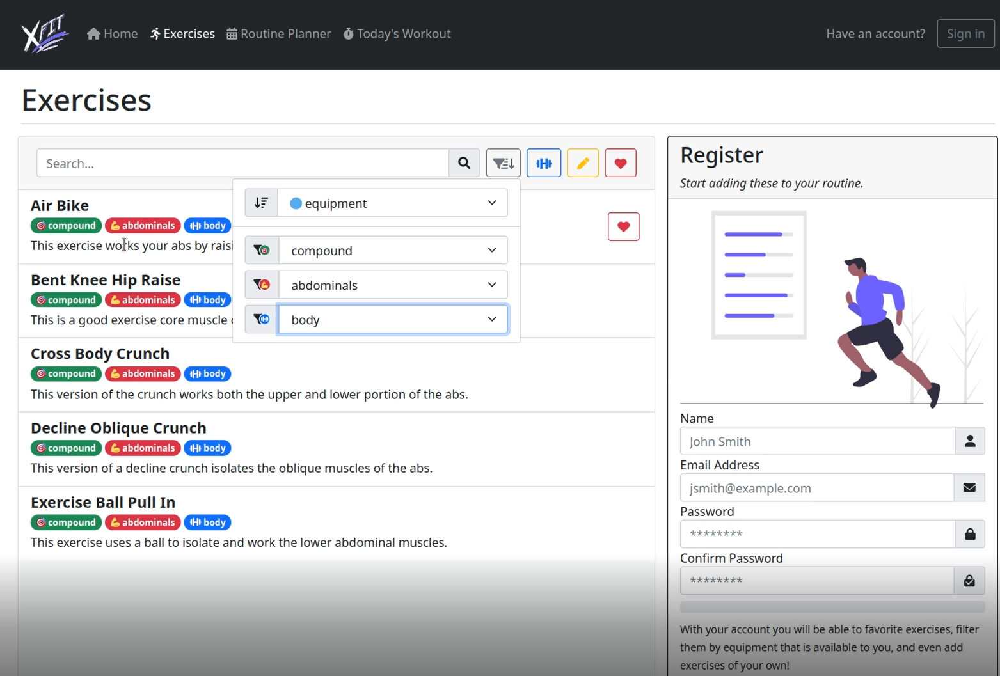 XFIT
Home Exercises Routine Planner Today's Workout Have an account? Sign in
Exercises
Search...
equipment
compound
abdominals
body
Air Bike
compound abdominals body
This exercise works your abs by raisi
Bent Knee Hip Raise
compound abdominals body
This is a good exercise core muscle
Cross Body Crunch
compound abdominals body
This version of the crunch works both the upper and lower portion of the abs.
Decline Oblique Crunch
compound abdominals body
This version of a decline crunch isolates the oblique muscles of the abs.
Exercise Ball Pull In
compound abdominals body
This exercise uses a ball to isolate and work the lower abdominal muscles.
Register
Start adding these to your routine.
Name
John Smith
Email Address
jsmith@example.com
Password
********
Confirm Password
********
With your account you will be able to favorite exercises, filter
them by equipment that is available to you, and even add
exercises of your own!